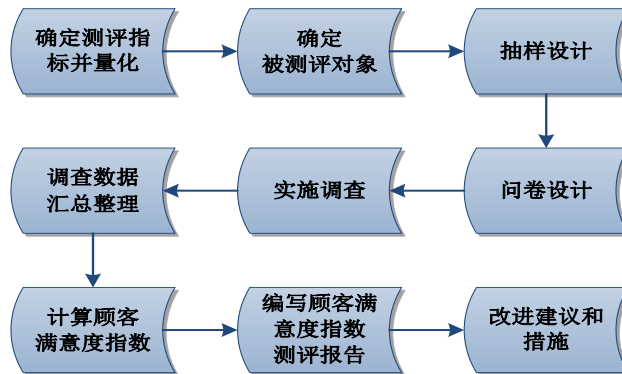 确定测评指
标并量化
确定
被测评对象
抽样设计
问卷设计
实施调查
调查数据
汇总整理
计算顾客
满意度指数
编写顾客满
意度指数
测评报告
改进建议和
措施